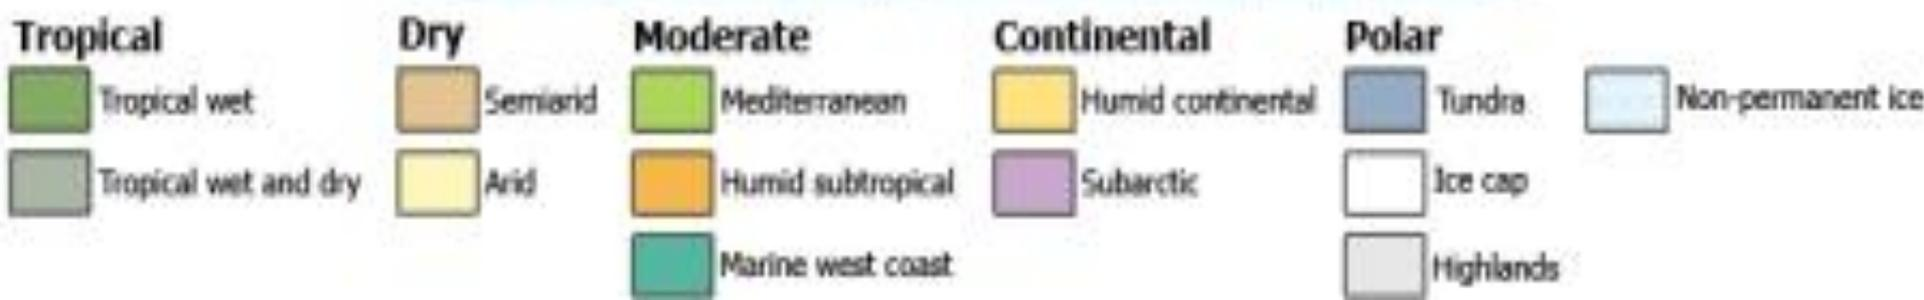 Tropical
Tropical wet
Tropical wet and dry
Dry
Semiarid
Arid
Moderate
Mediterranean
Humid subtropical
Marine west coast
Continental
Humid continental
Subarctic
Polar
Tundra
Ice cap
Highlands
Non-permanent ice